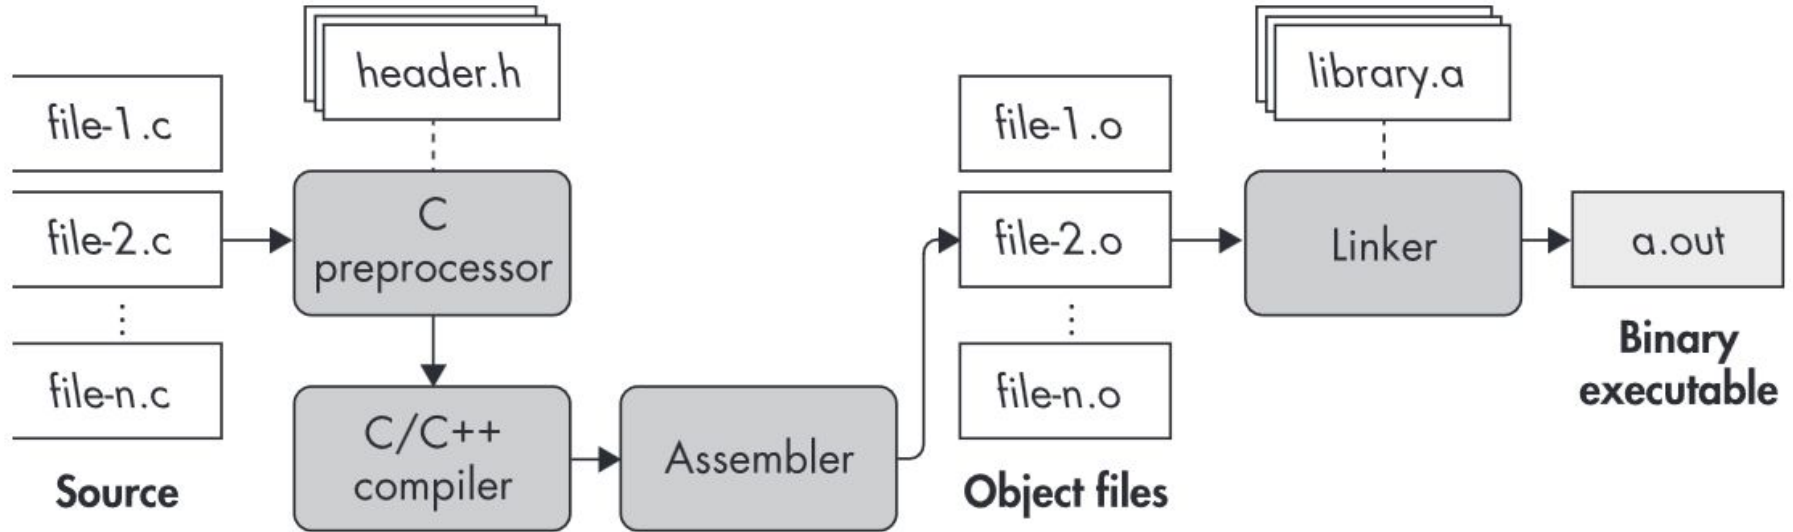 file-1.c
file-2.c
⋮
file-n.c
Source
header.h
C
preprocessor
C/C++
compiler
Assembler
file-1.o
file-2.o
⋮
file-n.o
Object files
library.a
Linker
a.out
Binary
executable